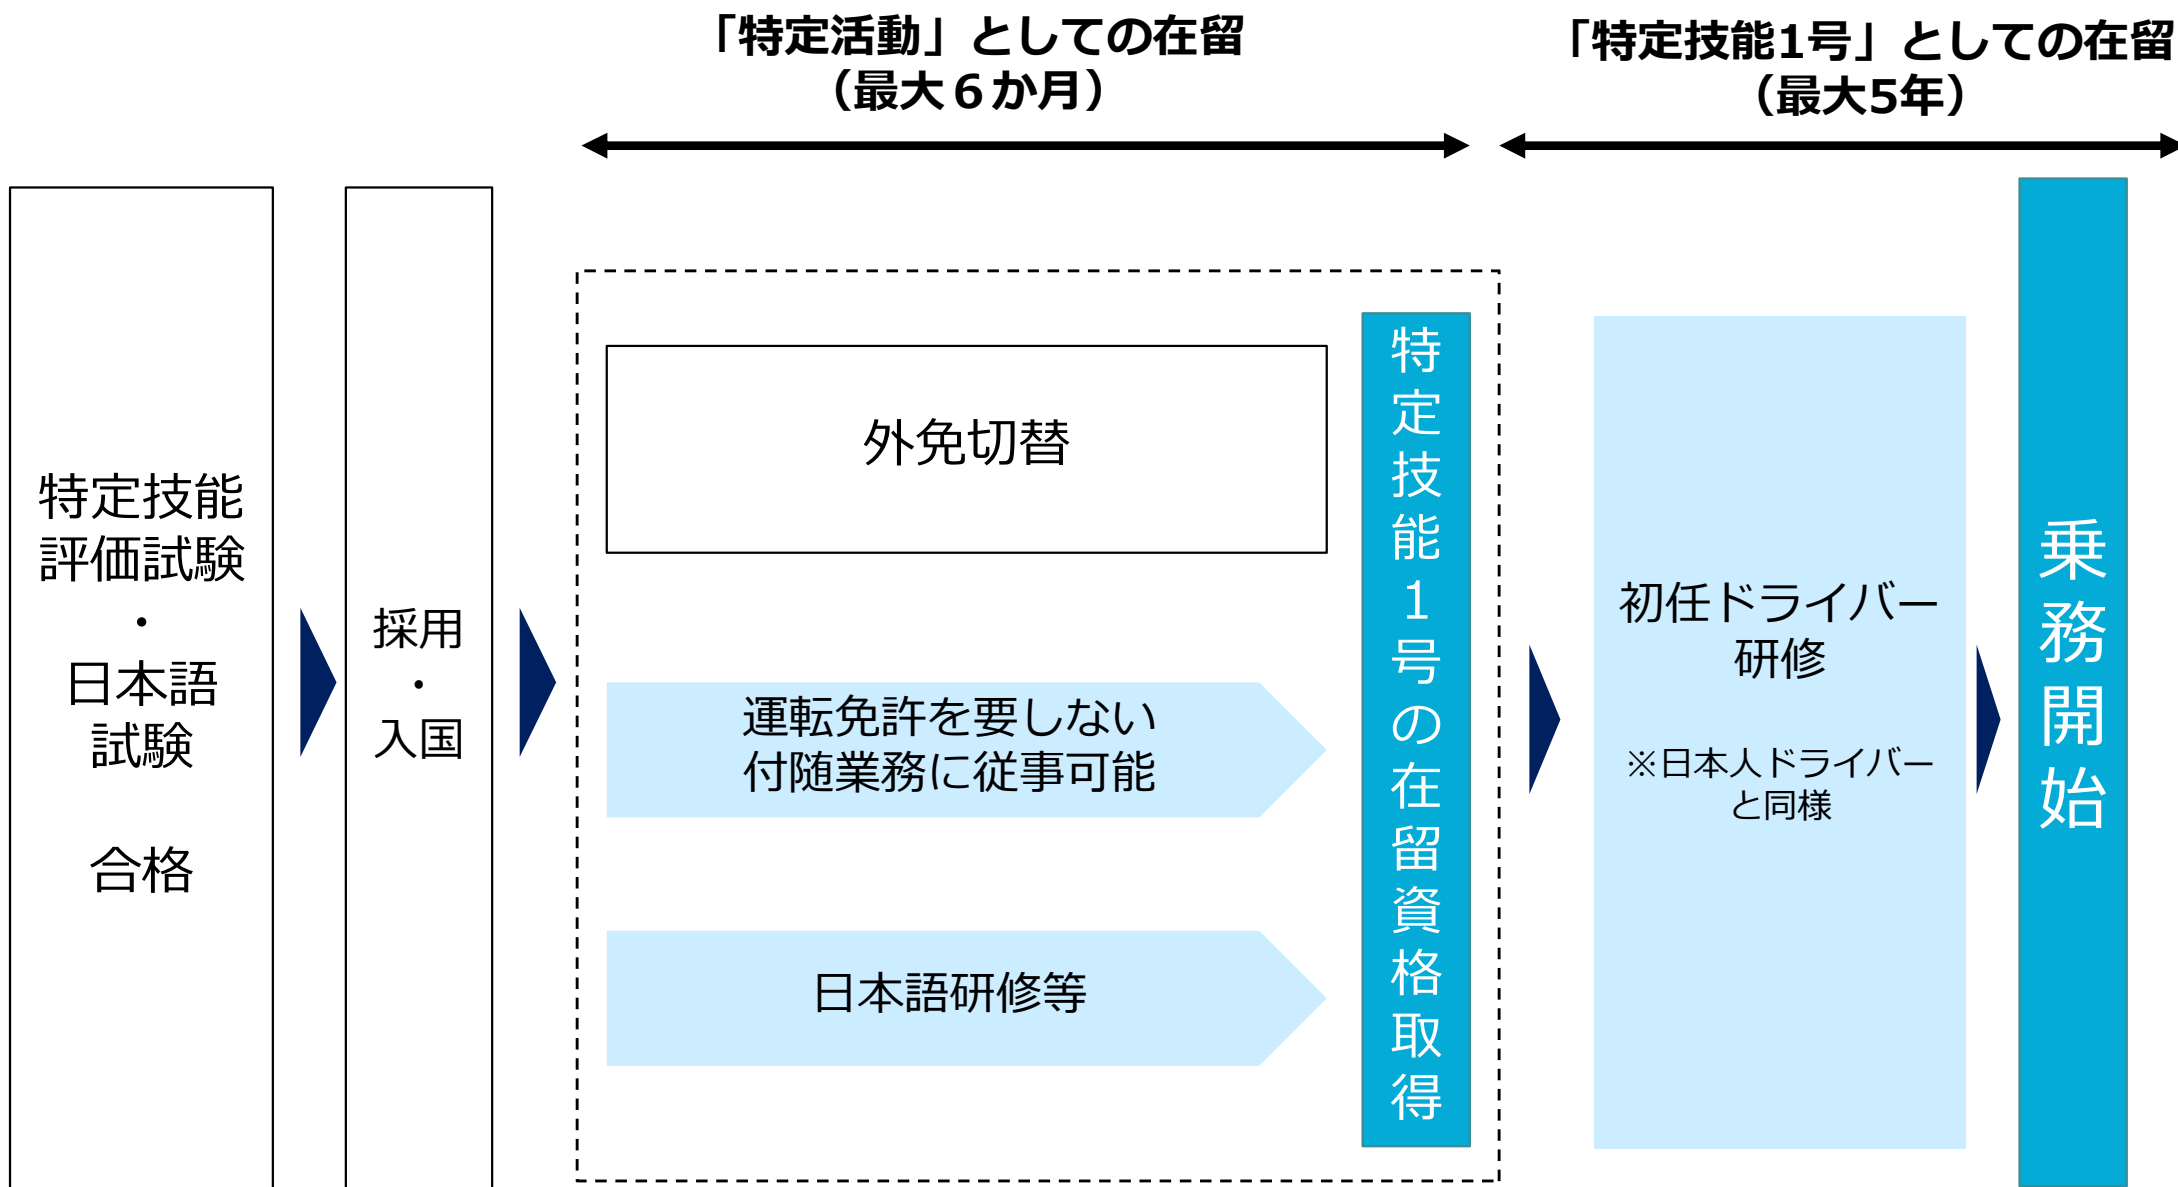 「特定活動」としての在留
（最大６か月）
「特定技能1号」としての在留
（最大5年）
特定技能
評価試験
・
日本語
試験
合格
採用
・
入国
外免切替
運転免許を要しない
付随業務に従事可能
日本語研修等
特定技能1号の在留資格取得
初任ドライバー
研修
※日本人ドライバー
と同様
乗務開始